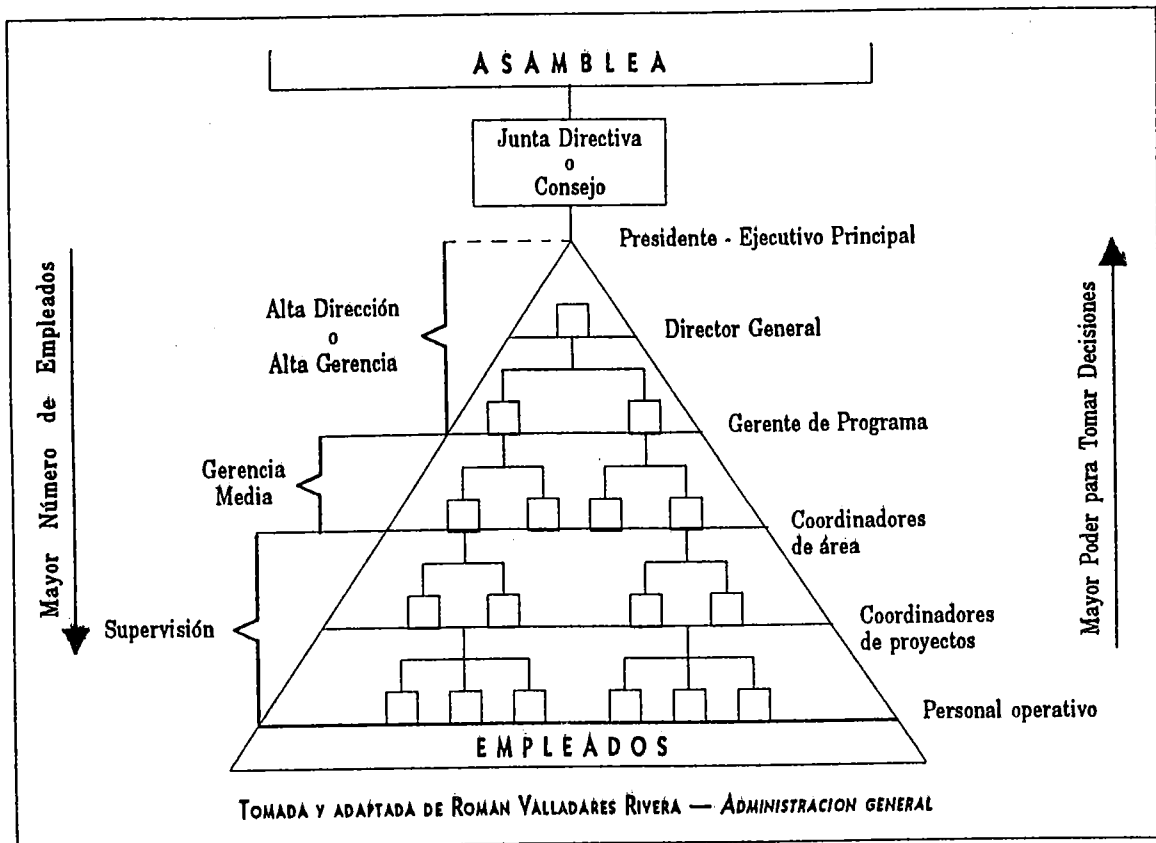 ASAMBLEA
Junta Directiva
o
Consejo
Presidente - Ejecutivo Principal
Mayor Número de Empleados
Alta Dirección
o
Alta Gerencia
Director General
Gerente de Programa
Gerencia
Media
Coordinadores
de área
Supervisión
Coordinadores
de proyectos
Personal operativo
Mayor Poder para Tomar Decisiones
EMPLEADOS
TOMADA Y ADAPTADA DE ROMAN VALLADARES RIVERA — ADMINISTRACION GENERAL